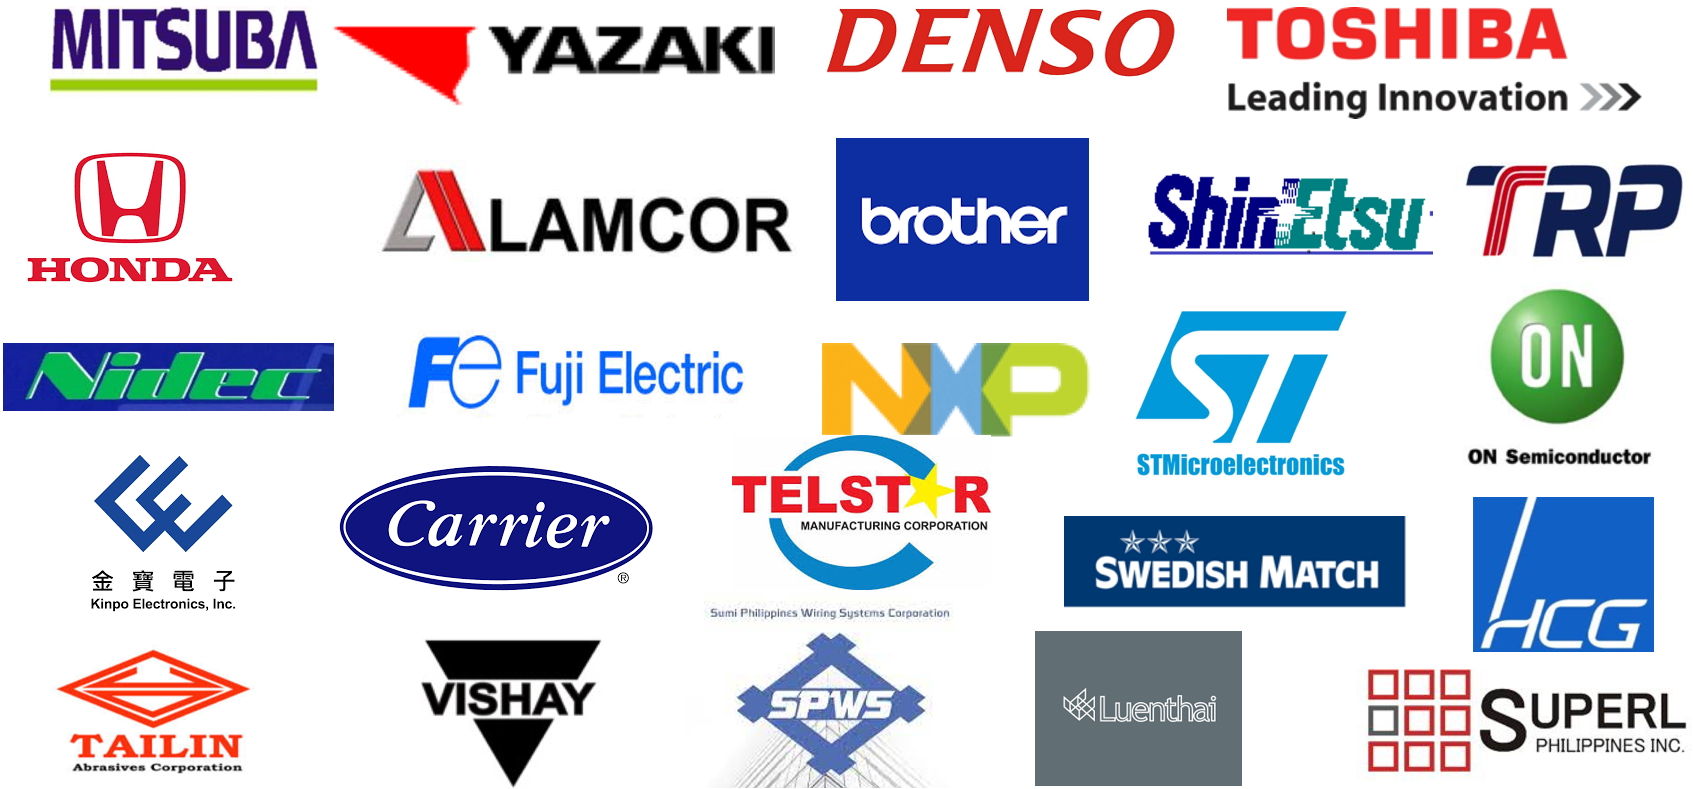 MITSUBA
YAZAKI
DENSO
TOSHIBA
Leading Innovation >>>
HONDA
ALAMCOR
brother
ShinEtsu
TRP
Nidec
Fe Fuji Electric
NXP
ST
STMicroelectronics
ON
ON Semiconductor
金寶電子
Kinpo Electronics, Inc.
Carrier
®
TELSTAR
MANUFACTURING CORPORATION
SWEDISH MATCH
HCG
TAILIN
Abrasives Corporation
VISHAY
Sumi Philippines Wiring Systems Corporation
SPWS
Luenthai
SUPERL
PHILIPPINES INC.